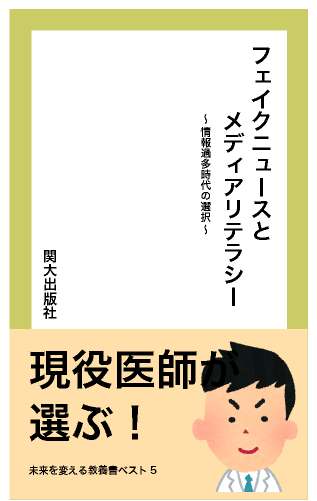 フェイクニュースと
メディアリテラシー
～情報過多時代の選択～
関大出版社
現役医師が
選ぶ！
未来を変える教養書ベスト5